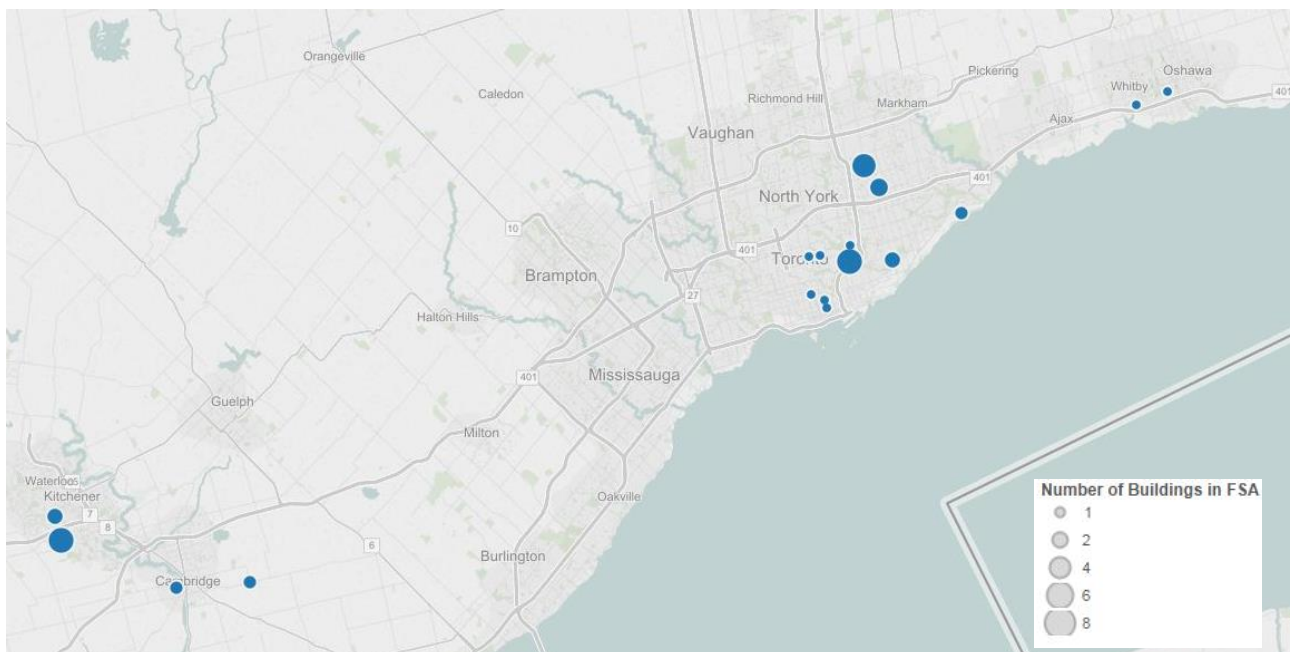 Orangeville
Caledon
Pickering
Whitby
Oshawa
401
Richmond Hill
Markham
Ajax
Vaughan
North York
401
10
401
Toronto
Brampton
27
Halton Hills
401
Mississauga
Guelph
Milton
Waterloo
Kitchener
7
8
6
Oakville
Burlington
Cambridge
Number of Buildings in FSA
1
2
4
6
8